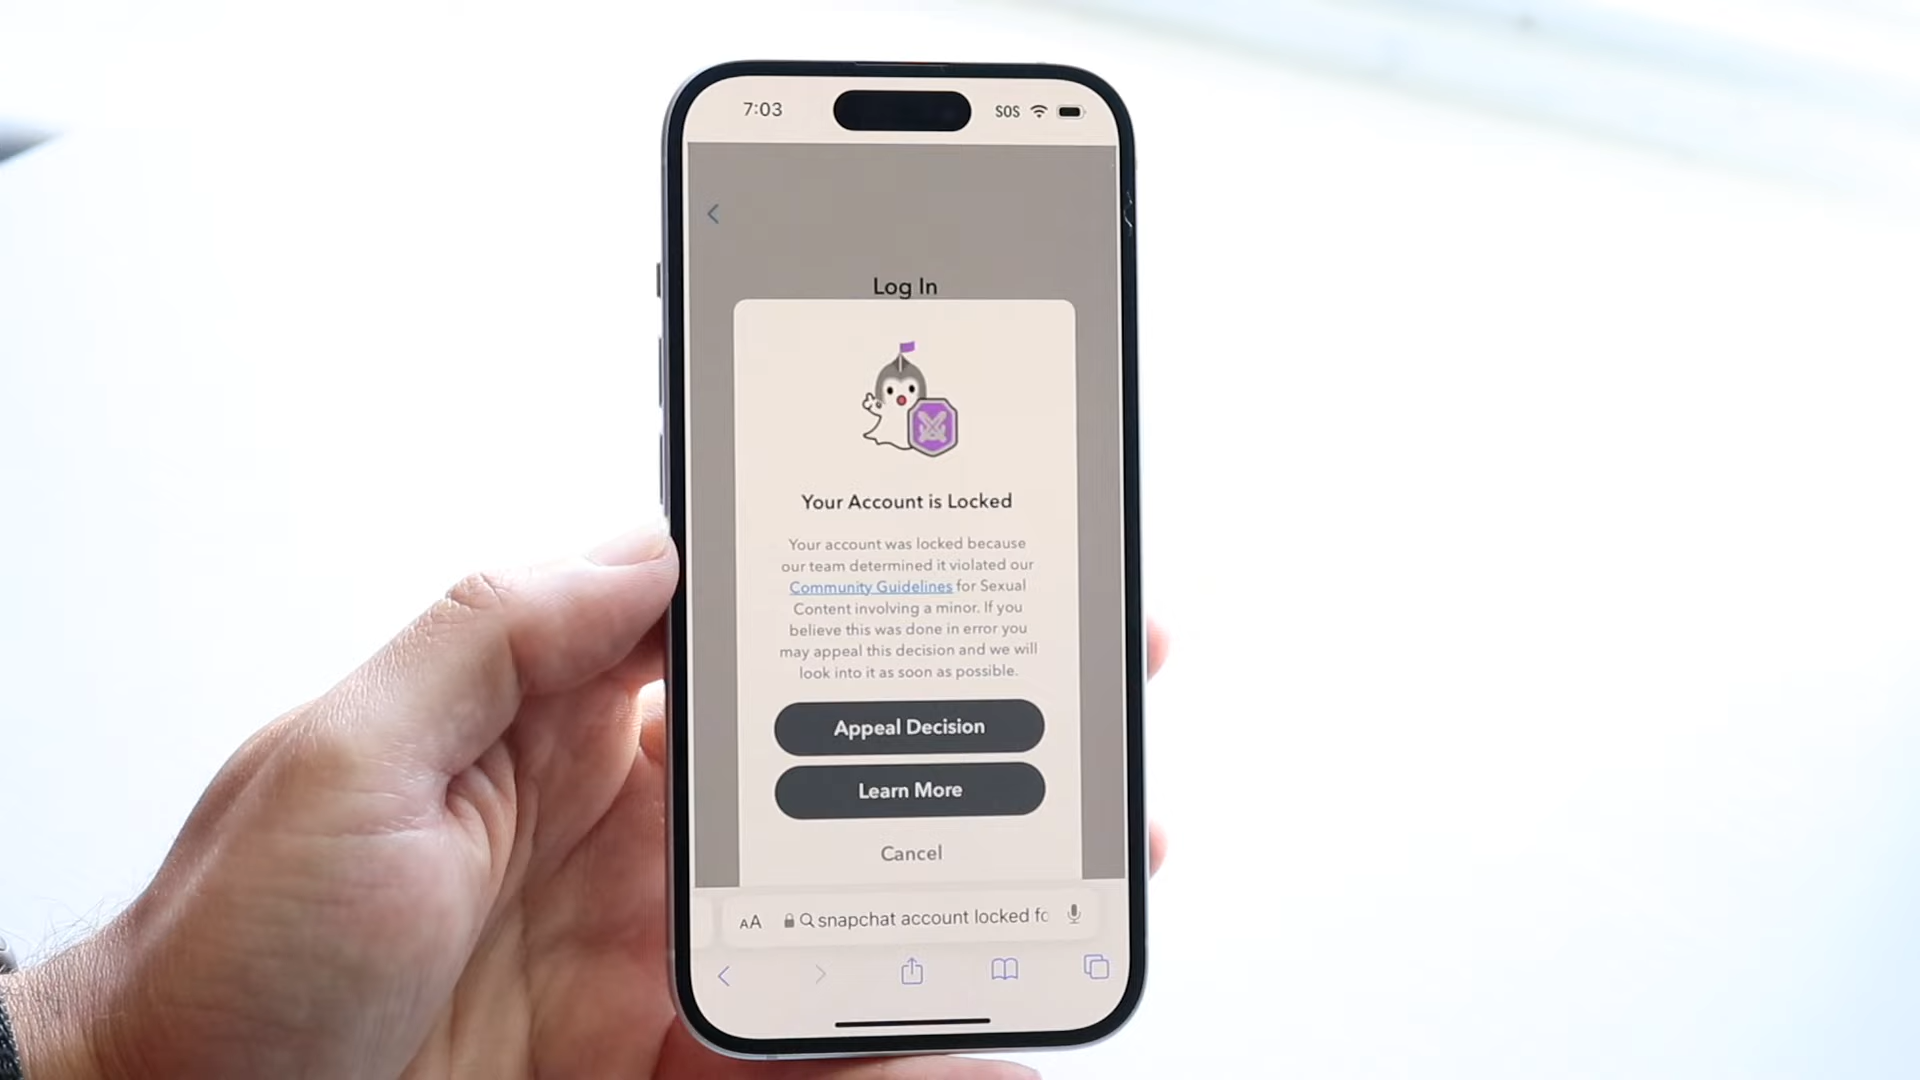 7:03
SOS
Log In
Your Account is Locked
Your account was locked because
our team determined it violated our
Community Guidelines for Sexual
Content involving a minor. If you
believe this was done in error you
may appeal this decision and we will
look into it as soon as possible.
Appeal Decision
Learn More
Cancel
AA snapchat account locked fo